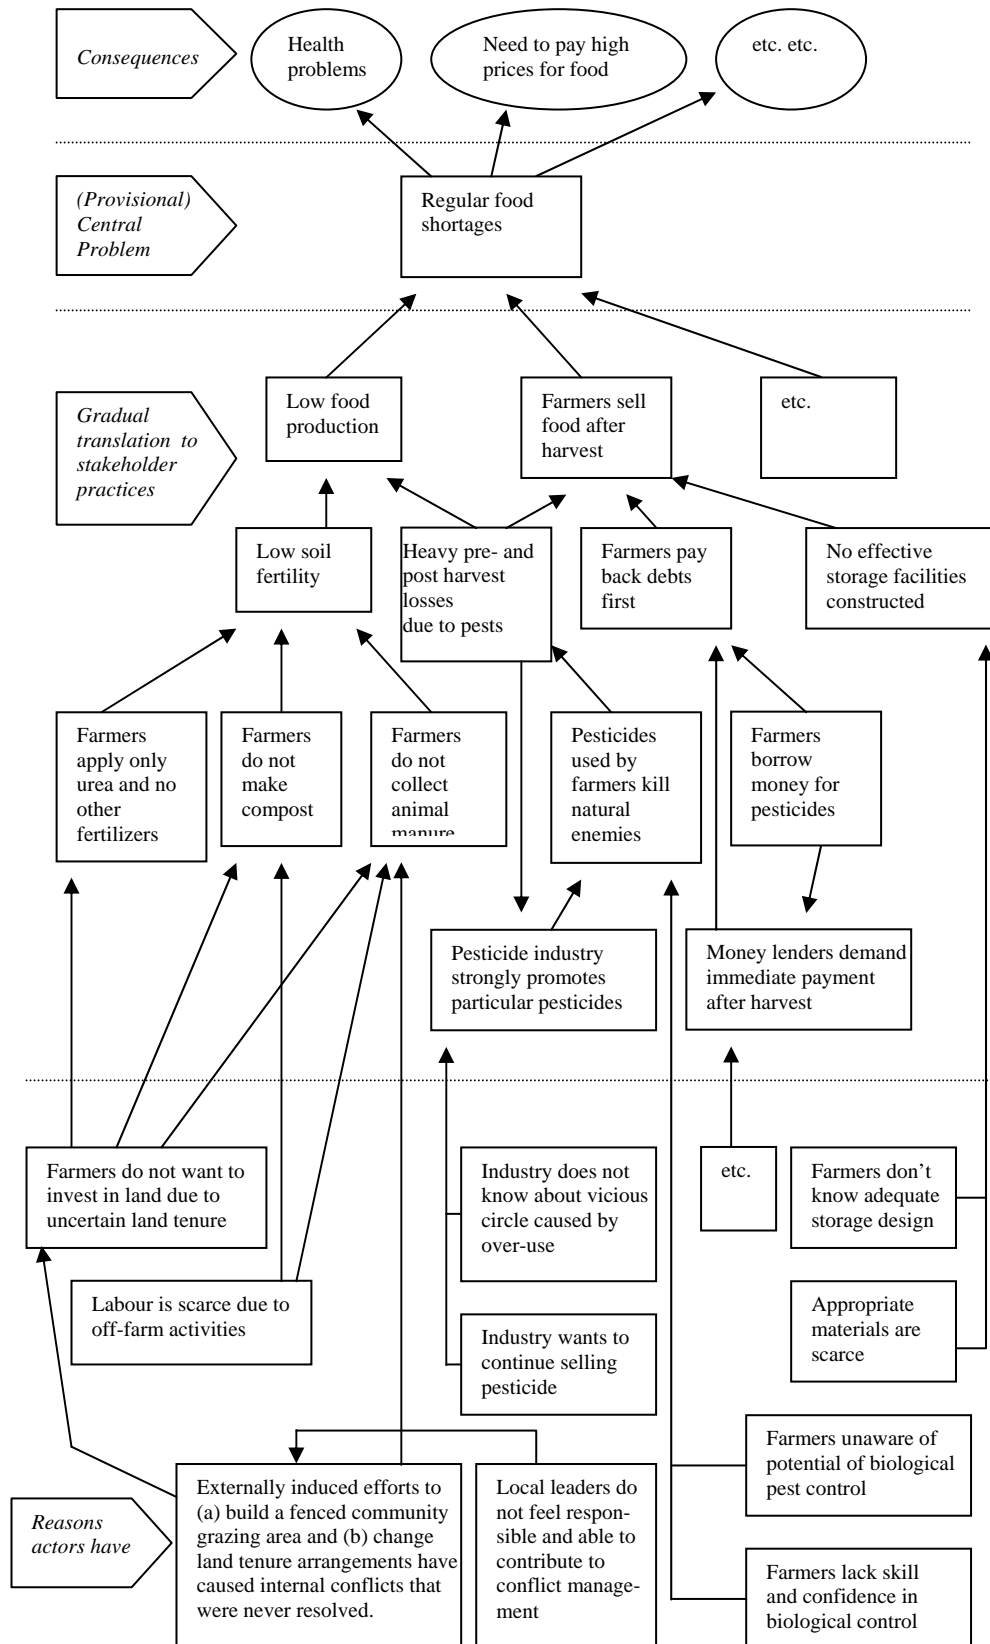 Consequences
Health
problems
Need to pay high
prices for food
etc. etc.
(Provisional)
Central
Problem
Regular food
shortages
Gradual
translation to
stakeholder
practices
Low food
production
Farmers sell
food after
harvest
etc.
Low soil
fertility
Heavy pre- and
post harvest
losses
due to pests
Farmers pay
back debts
first
No effective
storage facilities
constructed
Farmers
apply only
urea and no
other
fertilizers
Farmers
do not
make
compost
Farmers
do not
collect
animal
manure
Pesticides
used by
farmers kill
natural
enemies
Farmers
borrow
money for
pesticides
Pesticide industry
strongly promotes
particular pesticides
Money lenders demand
immediate payment
after harvest
Farmers do not want to
invest in land due to
uncertain land tenure
Industry does not
know about vicious
circle caused by
over-use
etc.
Farmers don’t
know adequate
storage design
Labour is scarce due to
off-farm activities
Industry wants to
continue selling
pesticide
Appropriate
materials are
scarce
Reasons
actors have
Externally induced efforts to
(a) build a fenced community
grazing area and (b) change
land tenure arrangements have
caused internal conflicts that
were never resolved.
Local leaders do
not feel respon-
sible and able to
contribute to
conflict manage-
ment
Farmers unaware of
potential of biological
pest control
Farmers lack skill
and confidence in
biological control